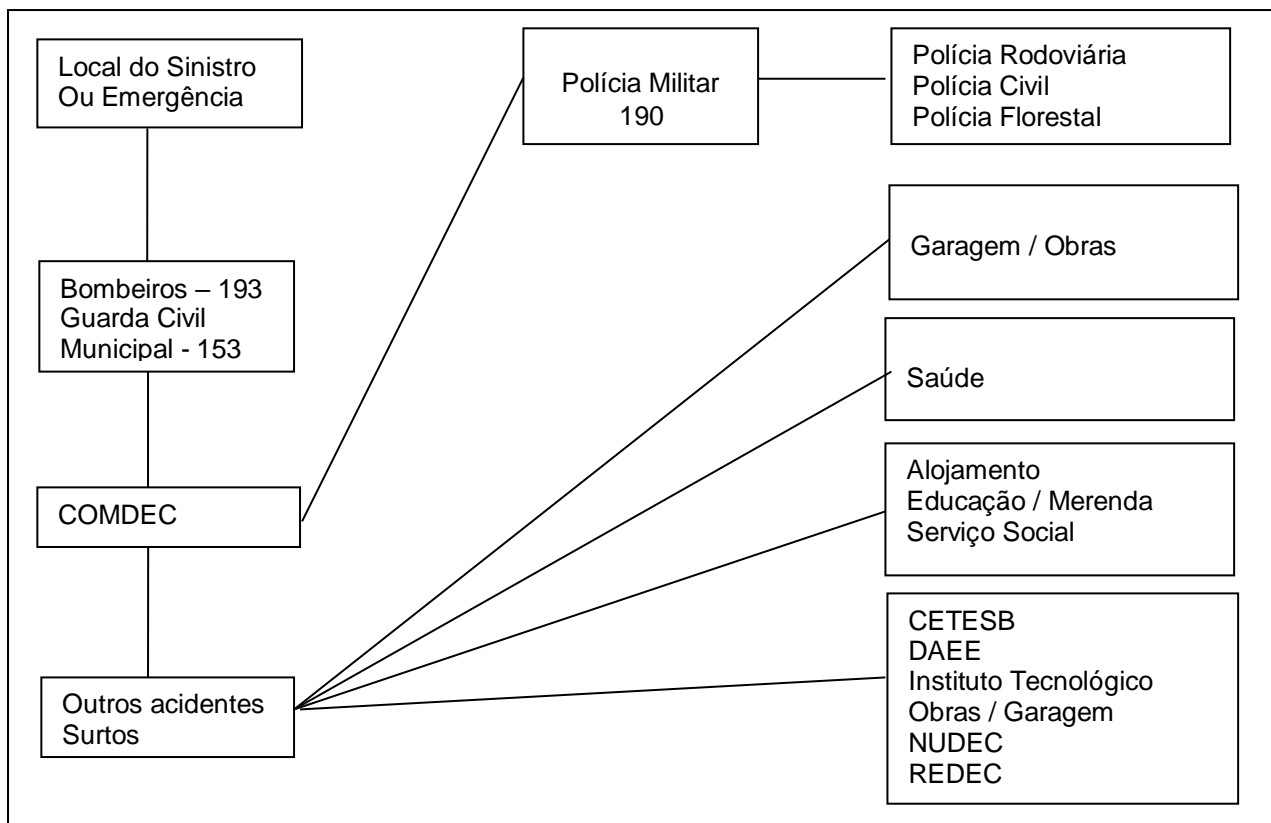 Local do Sinistro
Ou Emergência
Polícia Militar
190
Polícia Rodoviária
Polícia Civil
Polícia Florestal
Garagem / Obras
Bombeiros – 193
Guarda Civil
Municipal - 153
Saúde
COMDEC
Alojamento
Educação / Merenda
Serviço Social
Outros acidentes
Surtos
CETESB
DAEE
Instituto Tecnológico
Obras / Garagem
NUDEC
REDEC